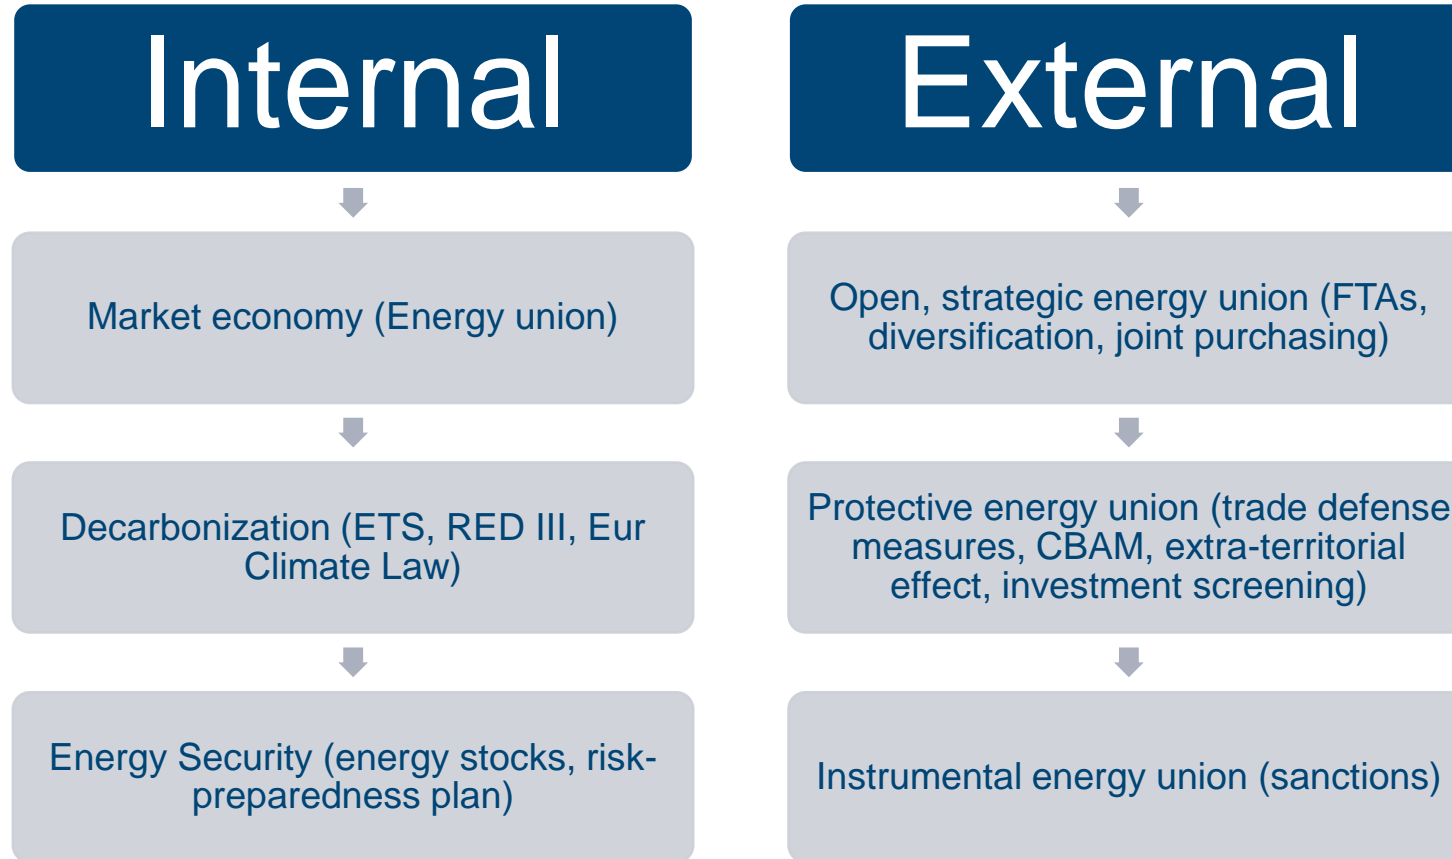 Internal
Market economy (Energy union)
Decarbonization (ETS, RED III, Eur
Climate Law)
Energy Security (energy stocks, risk-
preparedness plan)
External
Open, strategic energy union (FTAs,
diversification, joint purchasing)
Protective energy union (trade defense
measures, CBAM, extra-territorial
effect, investment screening)
Instrumental energy union (sanctions)